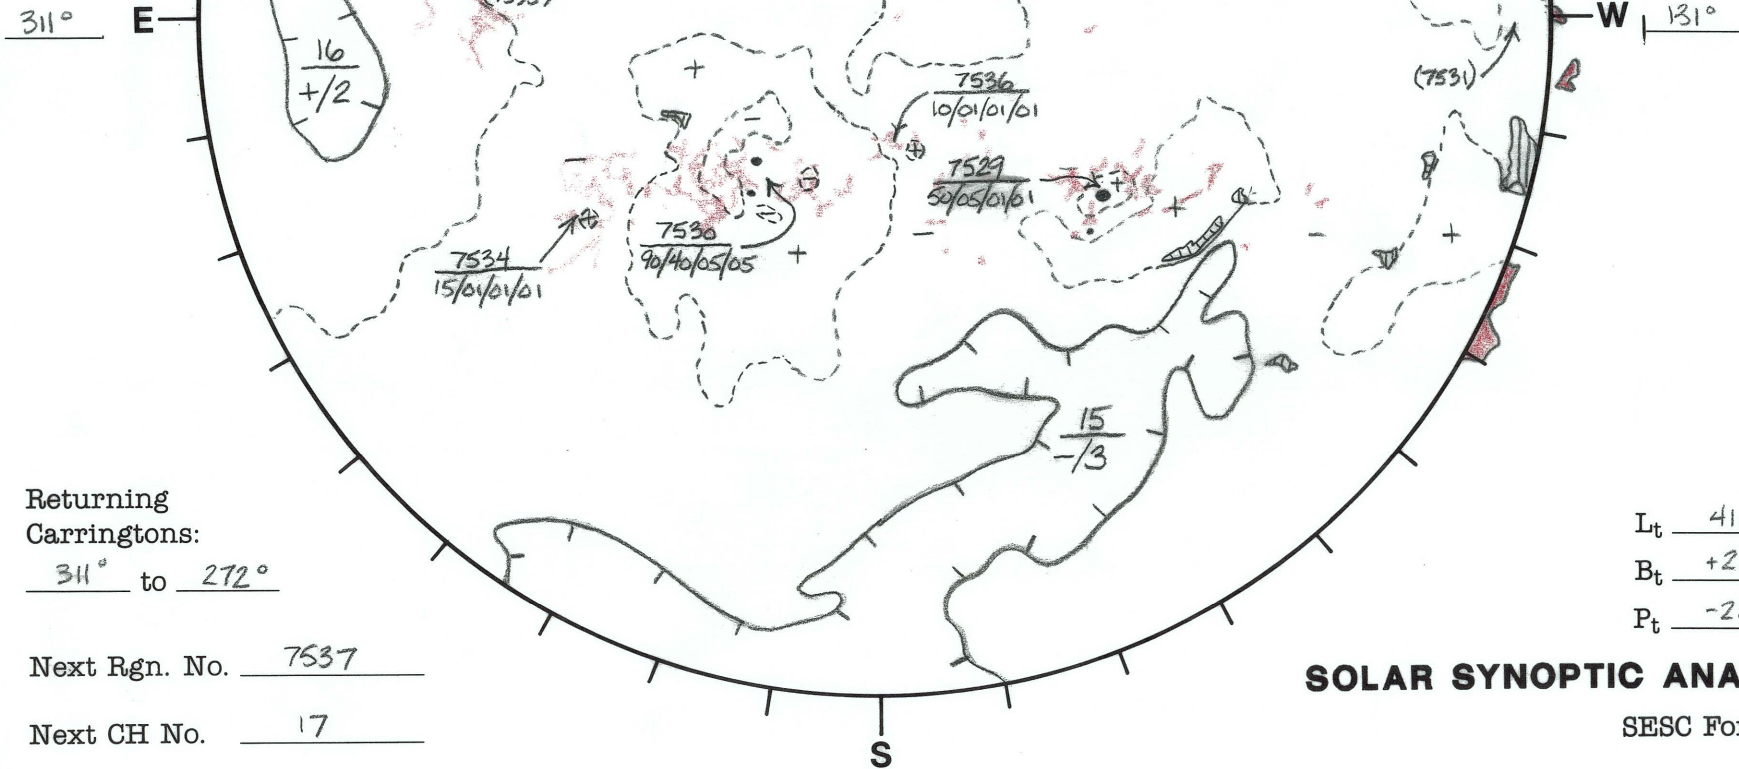 311°
E
W
131°
16
+/2
(7531)
+
7536
10/01/01/01
−
+
−
7529
50/05/01/01
−
+
−
+
+
7530
90/40/05/05
+
−
−
+
7534
15/01/01/01
15
-/3
Returning
Carringtons:
311° to 272°
Lt 41
Bt +2
Pt -2
Next Rgn. No. 7537
SOLAR SYNOPTIC ANA
Next CH No. 17
SESC Fo
S